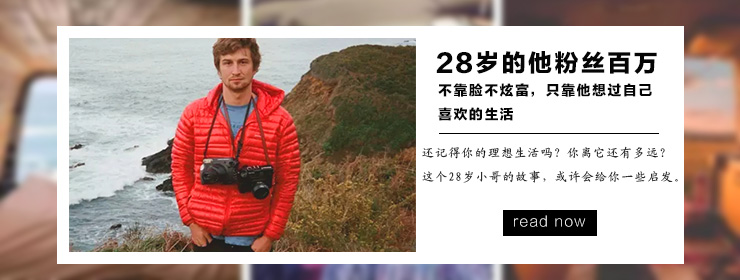 28岁的他粉丝百万
不靠脸不炫富，只靠他想过自己
喜欢的生活
还记得你的理想生活吗？你离它还有多远？
这个28岁小哥的故事，或许会给你一些启发。
read now